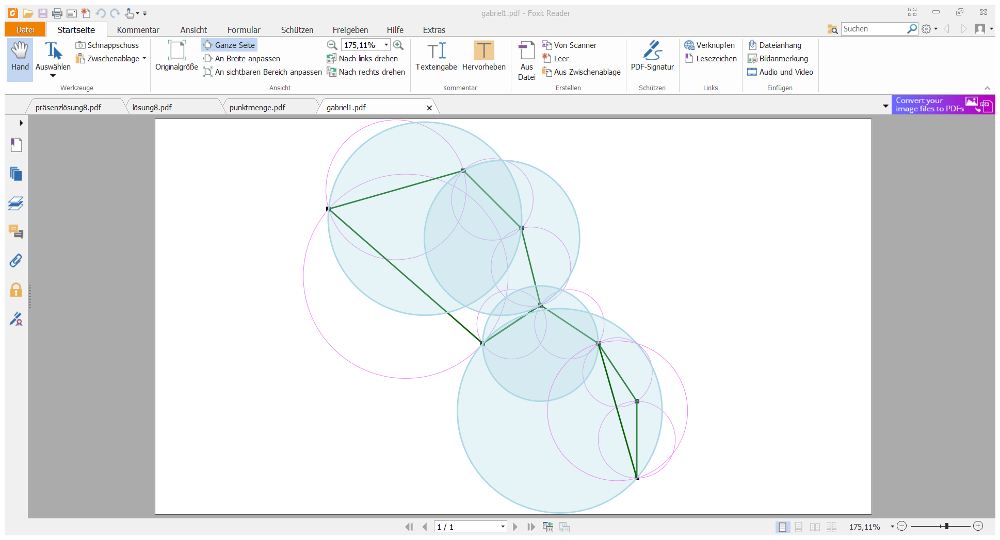 gabriel1.pdf - Foxit Reader
Datei Startseite Kommentar Ansicht Formular Schützen Freigeben Hilfe Extras Suchen
Hand
Auswählen
Schnappschuss
Zwischenablage
Werkzeuge
Originalgröße
Ganze Seite
An Breite anpassen
An sichtbaren Bereich anpassen
175,11%
Nach links drehen
Nach rechts drehen
Ansicht
Texteingabe
Hervorheben
Kommentar
Aus
Datei
Von Scanner
Leer
Aus Zwischenablage
Erstellen
PDF-Signatur
Schützen
Verknüpfen
Lesezeichen
Links
Dateianhang
Bildanmerkung
Audio und Video
Einfügen
präsenzlösung8.pdf lösung8.pdf punktmenge.pdf gabriel1.pdf
Convert your
image files to PDFs
1 / 1
175,11%